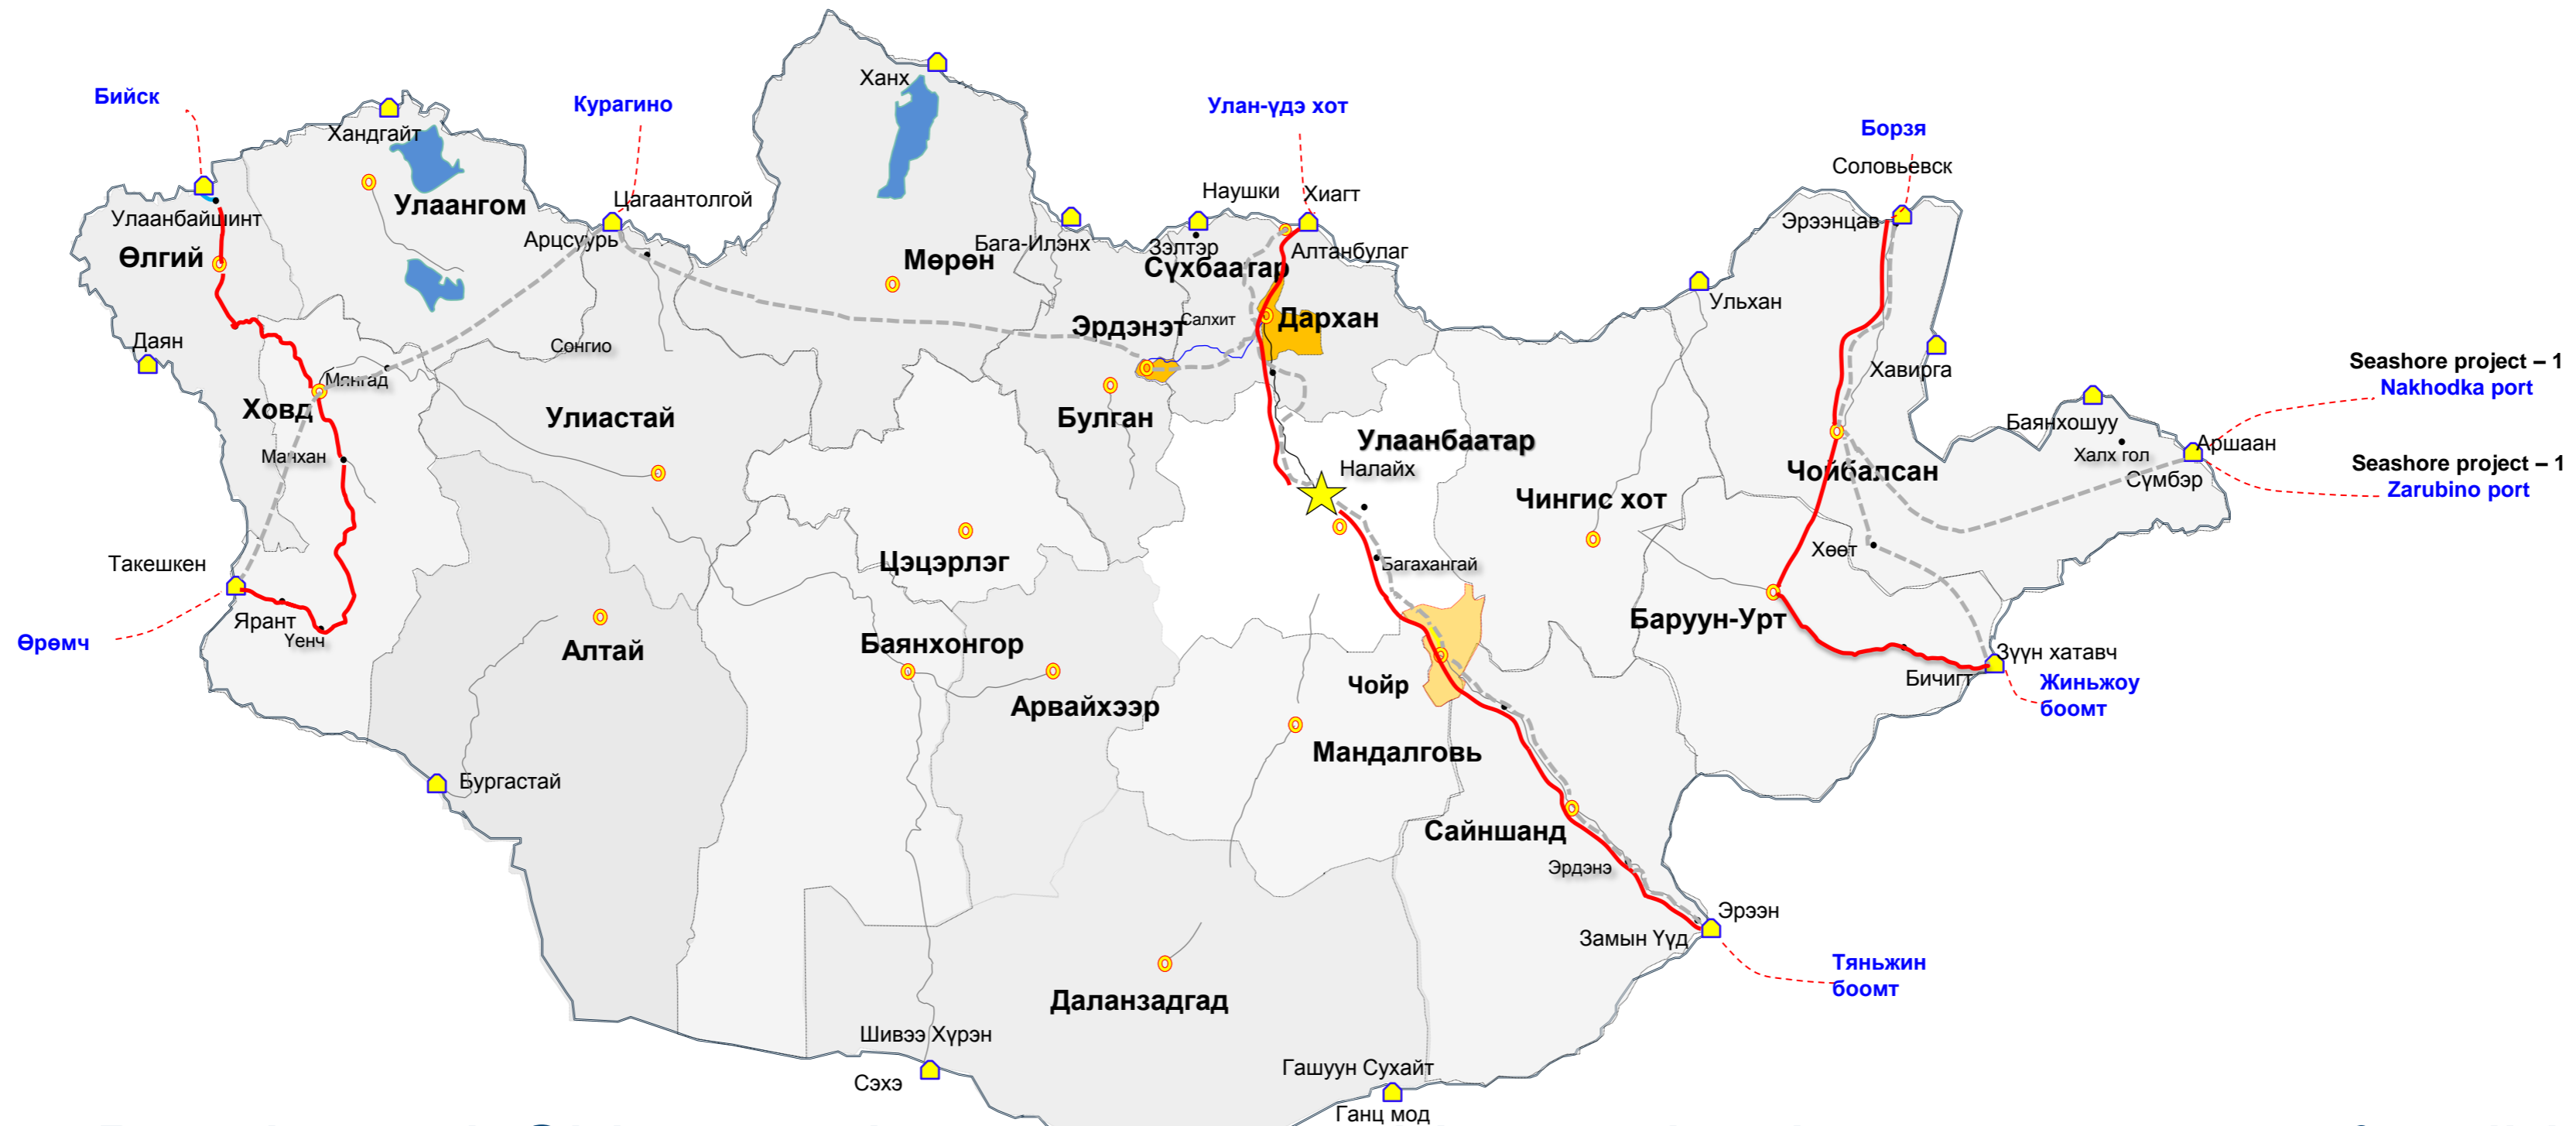 Ханх
Бийск
Курагино
Улан-үдэ хот
Борзя
Хандгайт
Соловьевск
Наушки
Хиагт
Цагаантолгой
Улаангом
Улаанбайшинт
Эрээнцав
Арцсуурь
Бага-Илэнх
Зэлтэр
Алтанбулаг
Өлгий
Мөрөн
Сүхбаатар
Ульхан
Эрдэнэт
Салхит
Дархан
Даян
Сонгио
Хавирга
Seashore project – 1
Nakhodka port
Мянгад
Ховд
Улиастай
Булган
Баянхошуу
Улаанбаатар
Аршаан
Манхан
Налайх
Чойбалсан
Халх гол
Сүмбэр
Seashore project – 1
Zarubino port
Чингис хот
Хөөт
Такешкен
Цэцэрлэг
Багахангай
Ярант
Үенч
Баруун-Урт
Өрөмч
Алтай
Баянхонгор
Зүүн хатавч
Бичигт
Жиньжоу
боомт
Чойр
Арвайхээр
Мандалговь
Бургастай
Сайншанд
Эрдэнэ
Эрээн
Замын Үүд
Тяньжин
боомт
Даланзадгад
Шивээ Хүрэн
Сэхэ
Гашуун Сухайт
Ганц мод